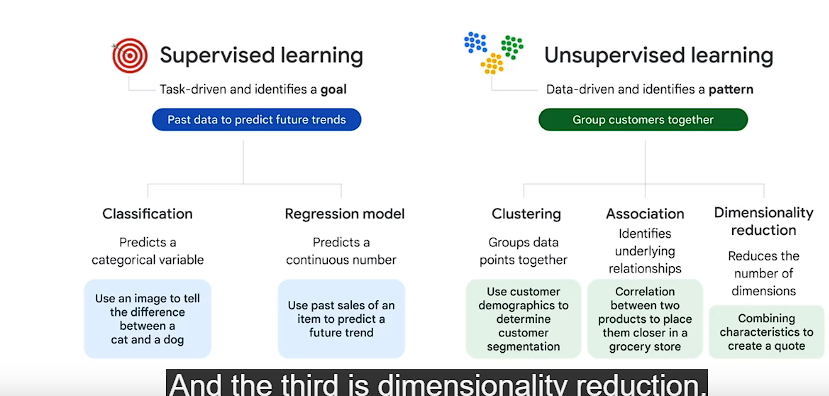 Supervised learning
Task-driven and identifies a goal
Past data to predict future trends
Classification
Predicts a
categorical variable
Use an image to tell
the difference
between a
cat and a dog
Regression model
Predicts a
continuous number
Use past sales of an
item to predict a
future trend
Unsupervised learning
Data-driven and identifies a pattern
Group customers together
Clustering
Groups data
points together
Use customer
demographics to
determine
customer
segmentation
Association
Identifies
underlying
relationships
Correlation
between two
products to place
them closer in a
grocery store
Dimensionality
reduction
Reduces the
number of
dimensions
Combining
characteristics to
create a quote
And the third is dimensionality reduction,